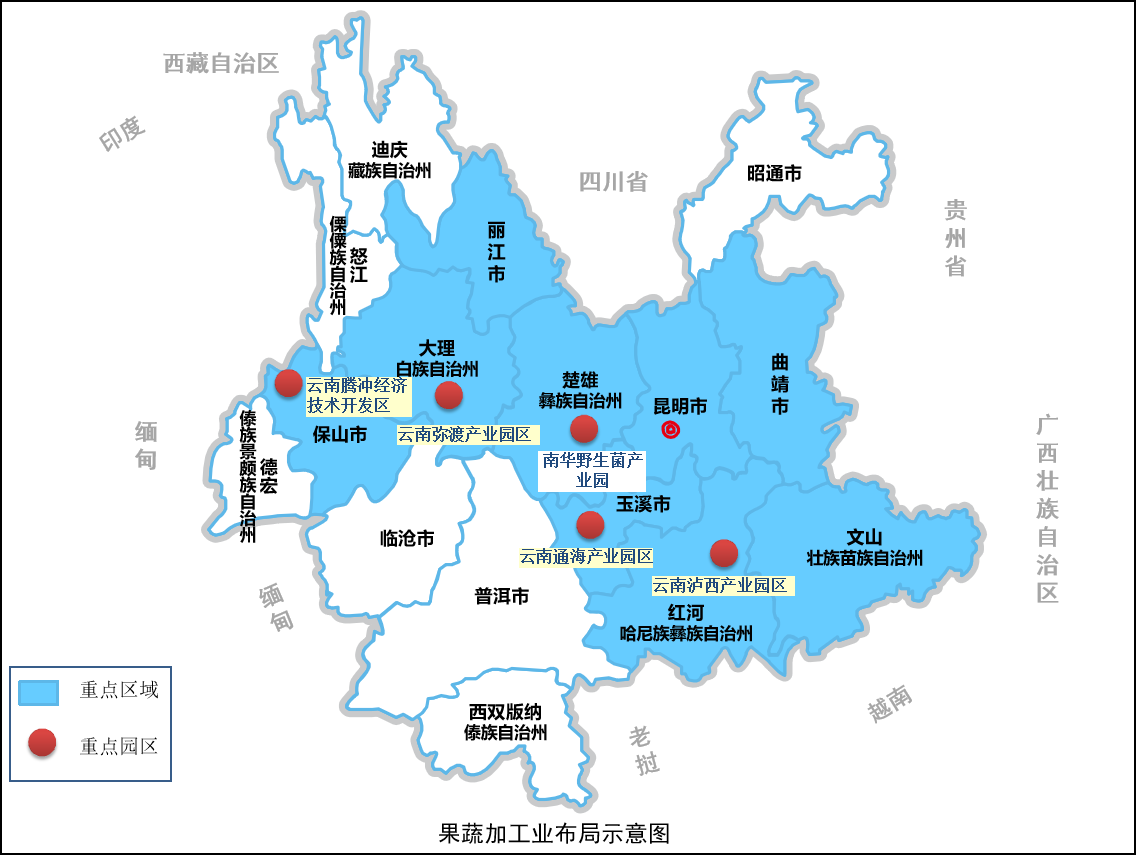 西藏自治区
印度
迪庆
藏族自治州
四川省
昭通市
贵州省
丽江市
傈僳族自治州
怒江
大理
白族自治州
曲靖市
楚雄
彝族自治州
昆明市
云南腾冲经济
技术开发区
保山市
云南弥渡产业园区
缅甸
傣族景颇族自治州
德宏
南华野生菌产
业园
广西壮族自治区
玉溪市
临沧市
文山
壮族苗族自治州
云南通海产业园区
云南泸西产业园区
缅甸
普洱市
红河
哈尼族彝族自治州
重点区域
重点园区
西双版纳
傣族自治州
越南
老挝
果蔬加工业布局示意图